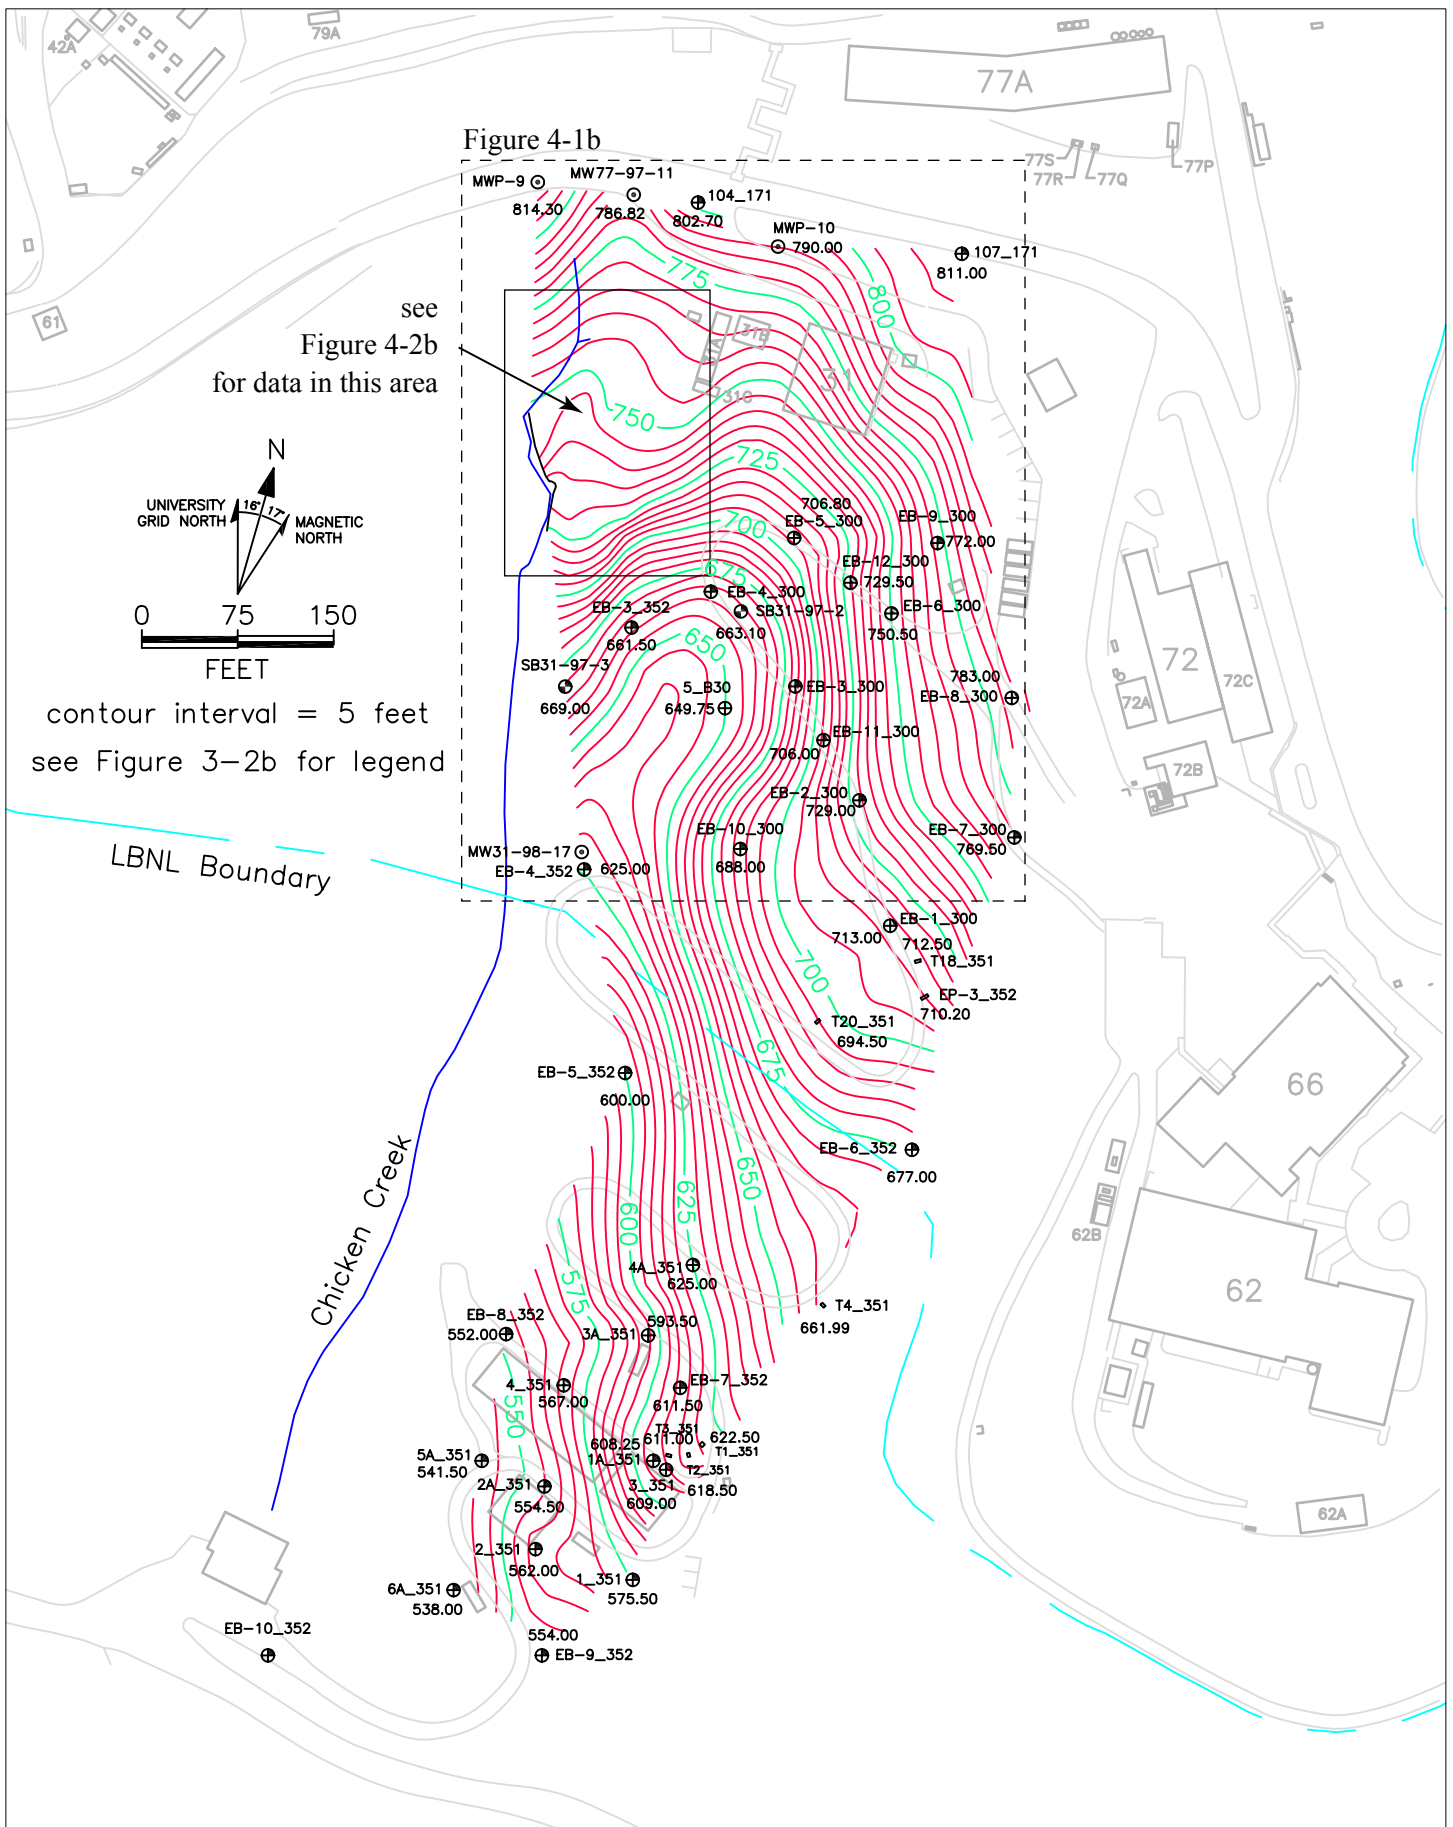 42A
79A
77A
Figure 4-1b
77S
77R
77Q
77P
MWP-9
MW77-97-11
814.30
786.82
104_171
802.70
MWP-10
790.00
107_171
811.00
775
800
61
see
Figure 4-2b
for data in this area
31A
31B
31C
31
750
725
N
UNIVERSITY
GRID NORTH
16°
17°
MAGNETIC
NORTH
706.80
EB-5_300
EB-9_300
772.00
700
EB-12_300
729.50
675
EB-4_300
EB-6_300
750.50
0 75 150
FEET
EB-3_352
661.50
SB31-97-2
663.10
650
SB31-97-3
669.00
5_B30
649.75
EB-3_300
783.00
EB-8_300
72
72A
72C
72B
contour interval = 5 feet
see Figure 3-2b for legend
EB-11_300
706.00
EB-2_300
729.00
EB-10_300
688.00
EB-7_300
769.50
LBNL Boundary
MW31-98-17
EB-4_352
625.00
EB-1_300
713.00
712.50
T18_351
700
EP-3_352
710.20
T20_351
694.50
675
EB-5_352
600.00
66
EB-6_352
677.00
Chicken Creek
650
625
600
62B
62
575
4A_351
625.00
T4_351
661.99
EB-8_352
552.00
593.50
3A_351
4_351
567.00
EB-7_352
611.50
550
T3_351
611.00
622.50
T1_351
608.25
1A_351
T2_351
618.50
5A_351
541.50
2A_351
554.50
3_351
609.00
62A
2_351
562.00
1_351
575.50
6A_351
538.00
EB-10_352
554.00
EB-9_352